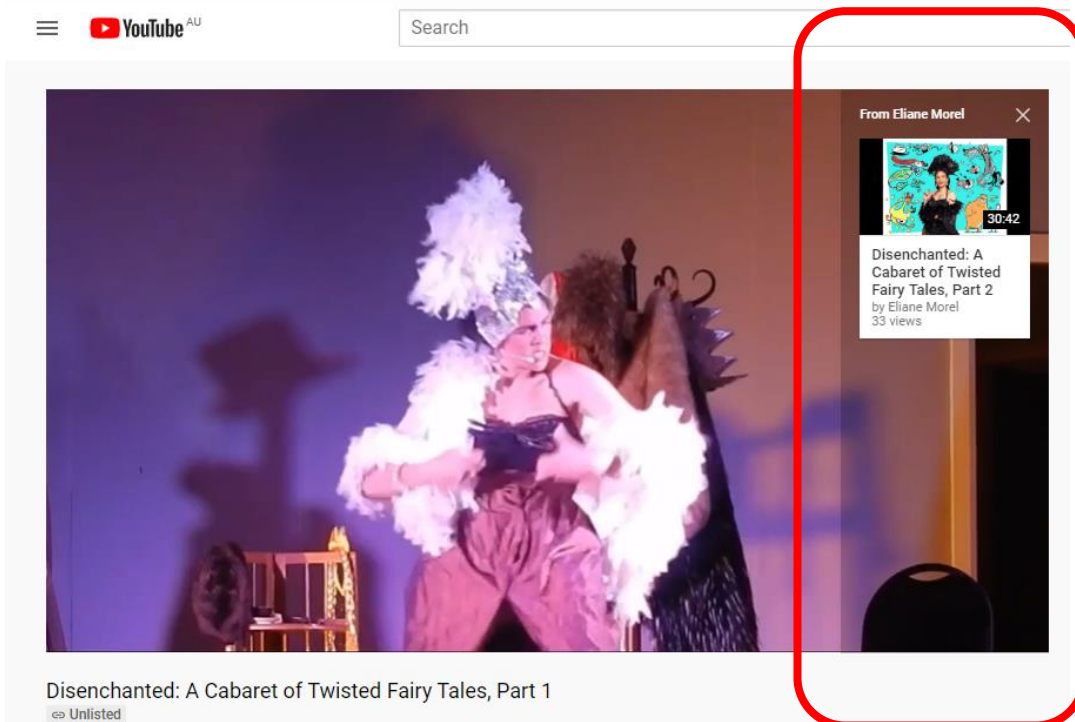 YouTube AU
Search
From Eliane Morel
30:42
Disenchanted: A
Cabaret of Twisted
Fairy Tales, Part 2
by Eliane Morel
33 views
Disenchanted: A Cabaret of Twisted Fairy Tales, Part 1
Unlisted